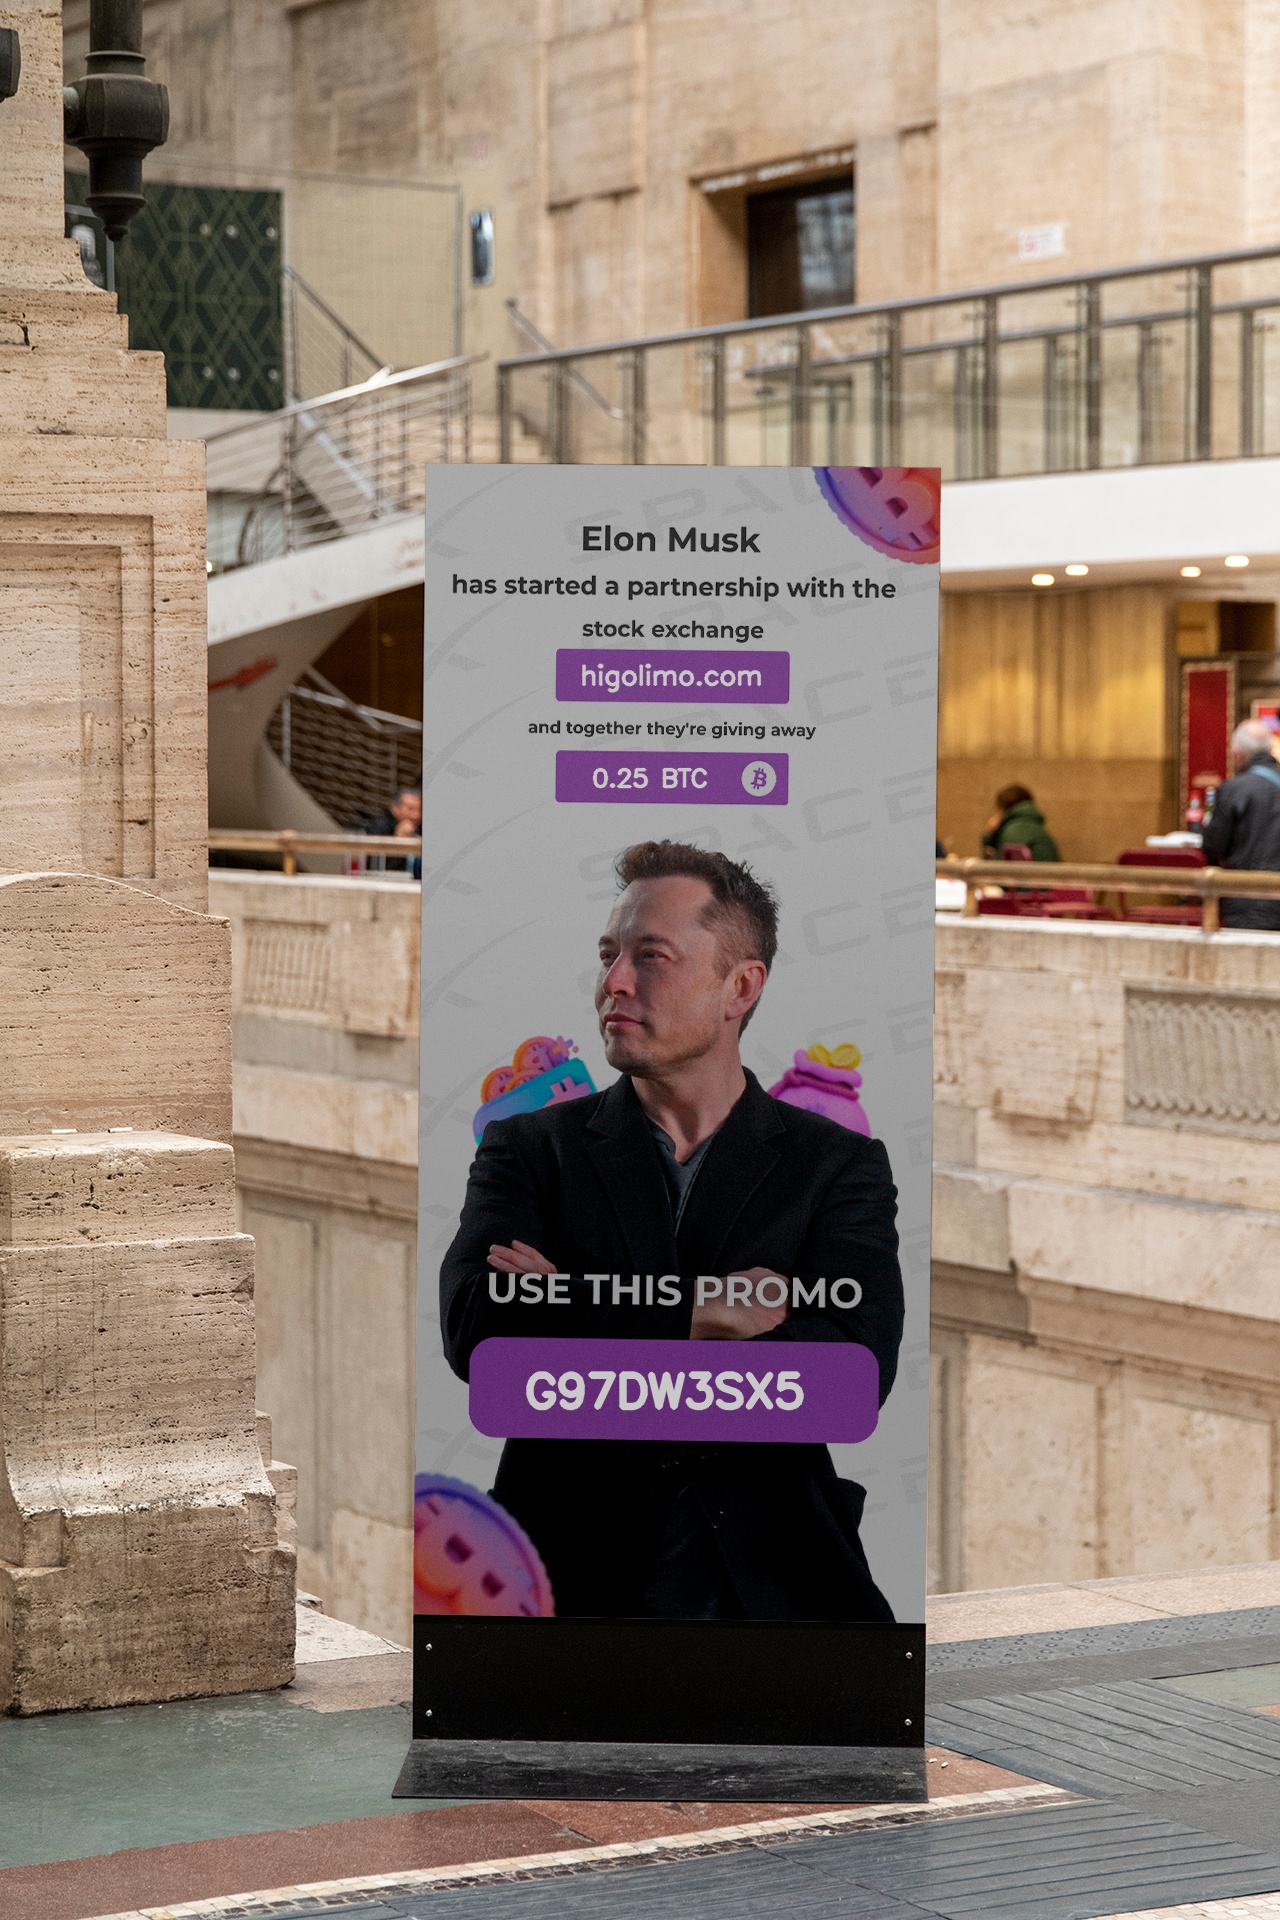 Elon Musk
has started a partnership with the
stock exchange
higolimo.com
and together they're giving away
0.25 BTC
USE THIS PROMO
G97DW3SX5